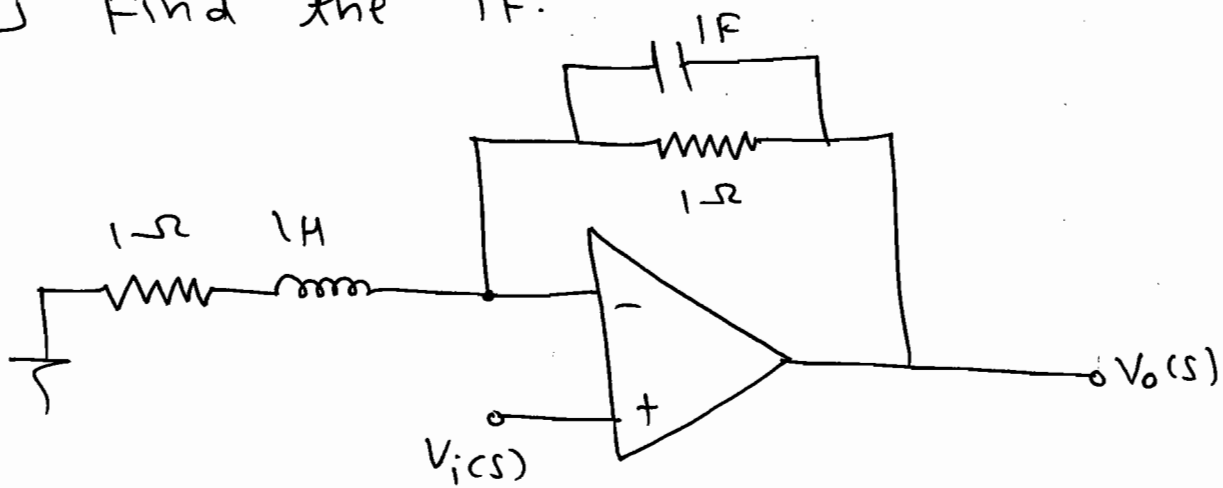 Find the TF.
1F
1Ω
1Ω 1H
−
+
Vo(s)
Vi(s)